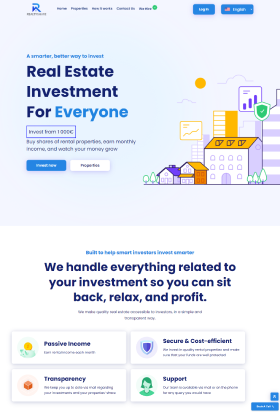 Home Properties How it works Contact Us
Log in
English
A smarter, better way to invest
Real Estate
Investment
For Everyone
Invest from 1 000€
Buy shares of rental properties, earn monthly
income, and watch your money grow
Invest now
Properties
Built to help smart investors invest smarter
We handle everything related to
your investment so you can sit
back, relax, and profit.
We make quality real estate accessible to investors, in a simple and
transparent way.
Passive Income
Earn rental income each month
Secure & Cost-efficient
We invest in quality rental properties and make
sure that your funds are well protected
Transparency
We keep you up to date via mail regarding
your investments and your properties' shares
Support
Our team is available via mail or on the phone
for any query you would have